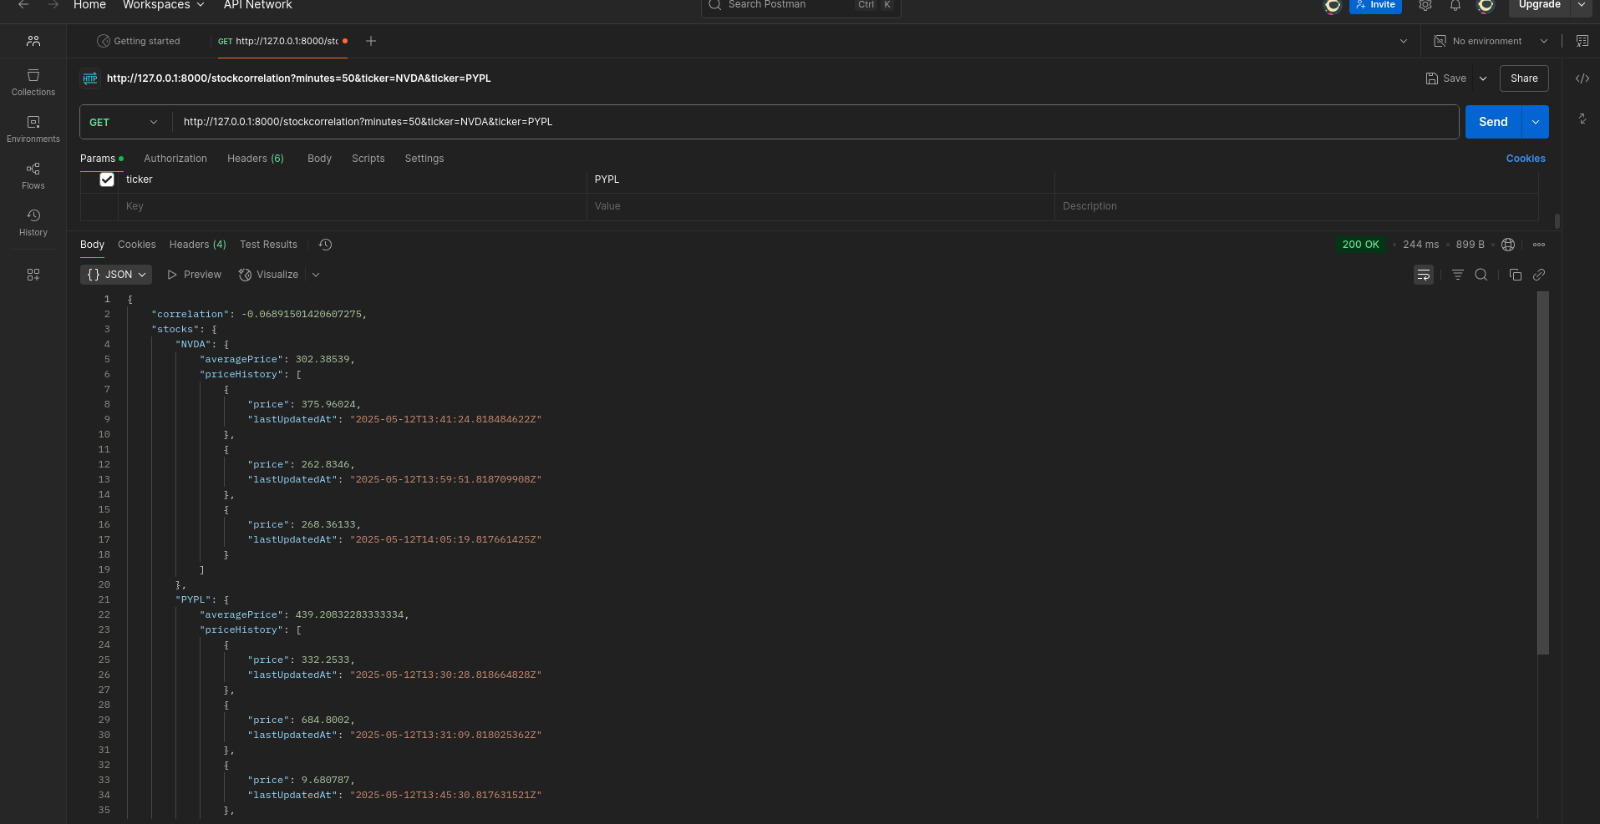 Home Workspaces API Network Search Postman Ctrl K Invite Upgrade
Getting started GET http://127.0.0.1:8000/sto No environment
HTTP http://127.0.0.1:8000/stockcorrelation?minutes=50&ticker=NVDA&ticker=PYPL Save Share
Collections
GET http://127.0.0.1:8000/stockcorrelation?minutes=50&ticker=NVDA&ticker=PYPL Send
Environments
Params Authorization Headers (6) Body Scripts Settings Cookies
ticker PYPL
Flows
Key Value Description
History
Body Cookies Headers (4) Test Results 200 OK 244 ms 899 B
{} JSON Preview Visualize
1 {
2 "correlation": -0.06891501420607275,
3 "stocks": {
4 "NVDA": {
5 "averagePrice": 302.38539,
6 "priceHistory": [
7 {
8 "price": 375.96024,
9 "lastUpdatedAt": "2025-05-12T13:41:24.818484622Z"
10 },
11 {
12 "price": 262.8346,
13 "lastUpdatedAt": "2025-05-12T13:59:51.818709908Z"
14 },
15 {
16 "price": 268.36133,
17 "lastUpdatedAt": "2025-05-12T14:05:19.817661425Z"
18 }
19 ]
20 },
21 "PYPL": {
22 "averagePrice": 439.20832283333334,
23 "priceHistory": [
24 {
25 "price": 332.2533,
26 "lastUpdatedAt": "2025-05-12T13:30:28.818664828Z"
27 },
28 {
29 "price": 684.8002,
30 "lastUpdatedAt": "2025-05-12T13:31:09.818025362Z"
31 },
32 {
33 "price": 9.680787,
34 "lastUpdatedAt": "2025-05-12T13:45:30.817631521Z"
35 },